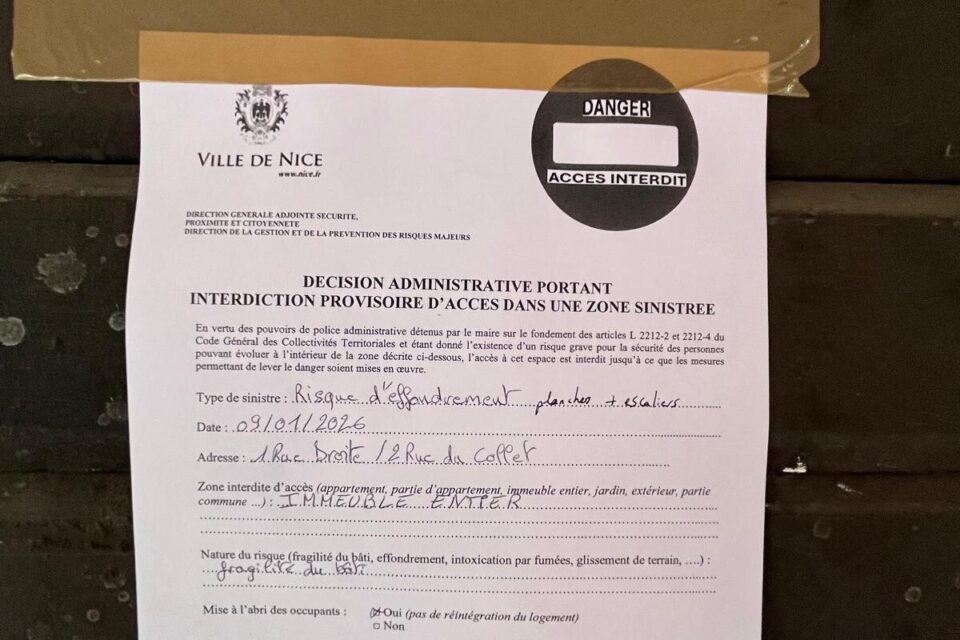 VILLE DE NICE
www.nice.fr
DANGER
ACCES INTERDIT
DIRECTION GENERALE ADJOINTE SECURITE,
PROXIMITE ET CITOYENNETE
DIRECTION DE LA GESTION ET DE LA PREVENTION DES RISQUES MAJEURS
DECISION ADMINISTRATIVE PORTANT
INTERDICTION PROVISOIRE D'ACCES DANS UNE ZONE SINISTREE
En vertu des pouvoirs de police administrative détenus par le maire sur le fondement des articles L 2212-2 et 2212-4 du
Code Général des Collectivités Territoriales et étant donné l'existence d'un risque grave pour la sécurité des personnes
pouvant évoluer à l'intérieur de la zone décrite ci-dessous, l'accès à cet espace est interdit jusqu'à ce que les mesures
permettant de lever le danger soient mises en œuvre.
Type de sinistre : Risque d'effondrement planches + escaliers
Date : 09/01/2026
Adresse : 1 Rue Droite / 2 Rue du Collet
Zone interdite d'accès (appartement, partie d'appartement, immeuble entier, jardin, extérieur, partie
commune ...) : IMMEUBLE ENTIER
Nature du risque (fragilité du bâti, effondrement, intoxication par fumées, glissement de terrain, ....) :
fragilité du bâti
Mise à l'abri des occupants : Oui (pas de réintégration du logement)
Non